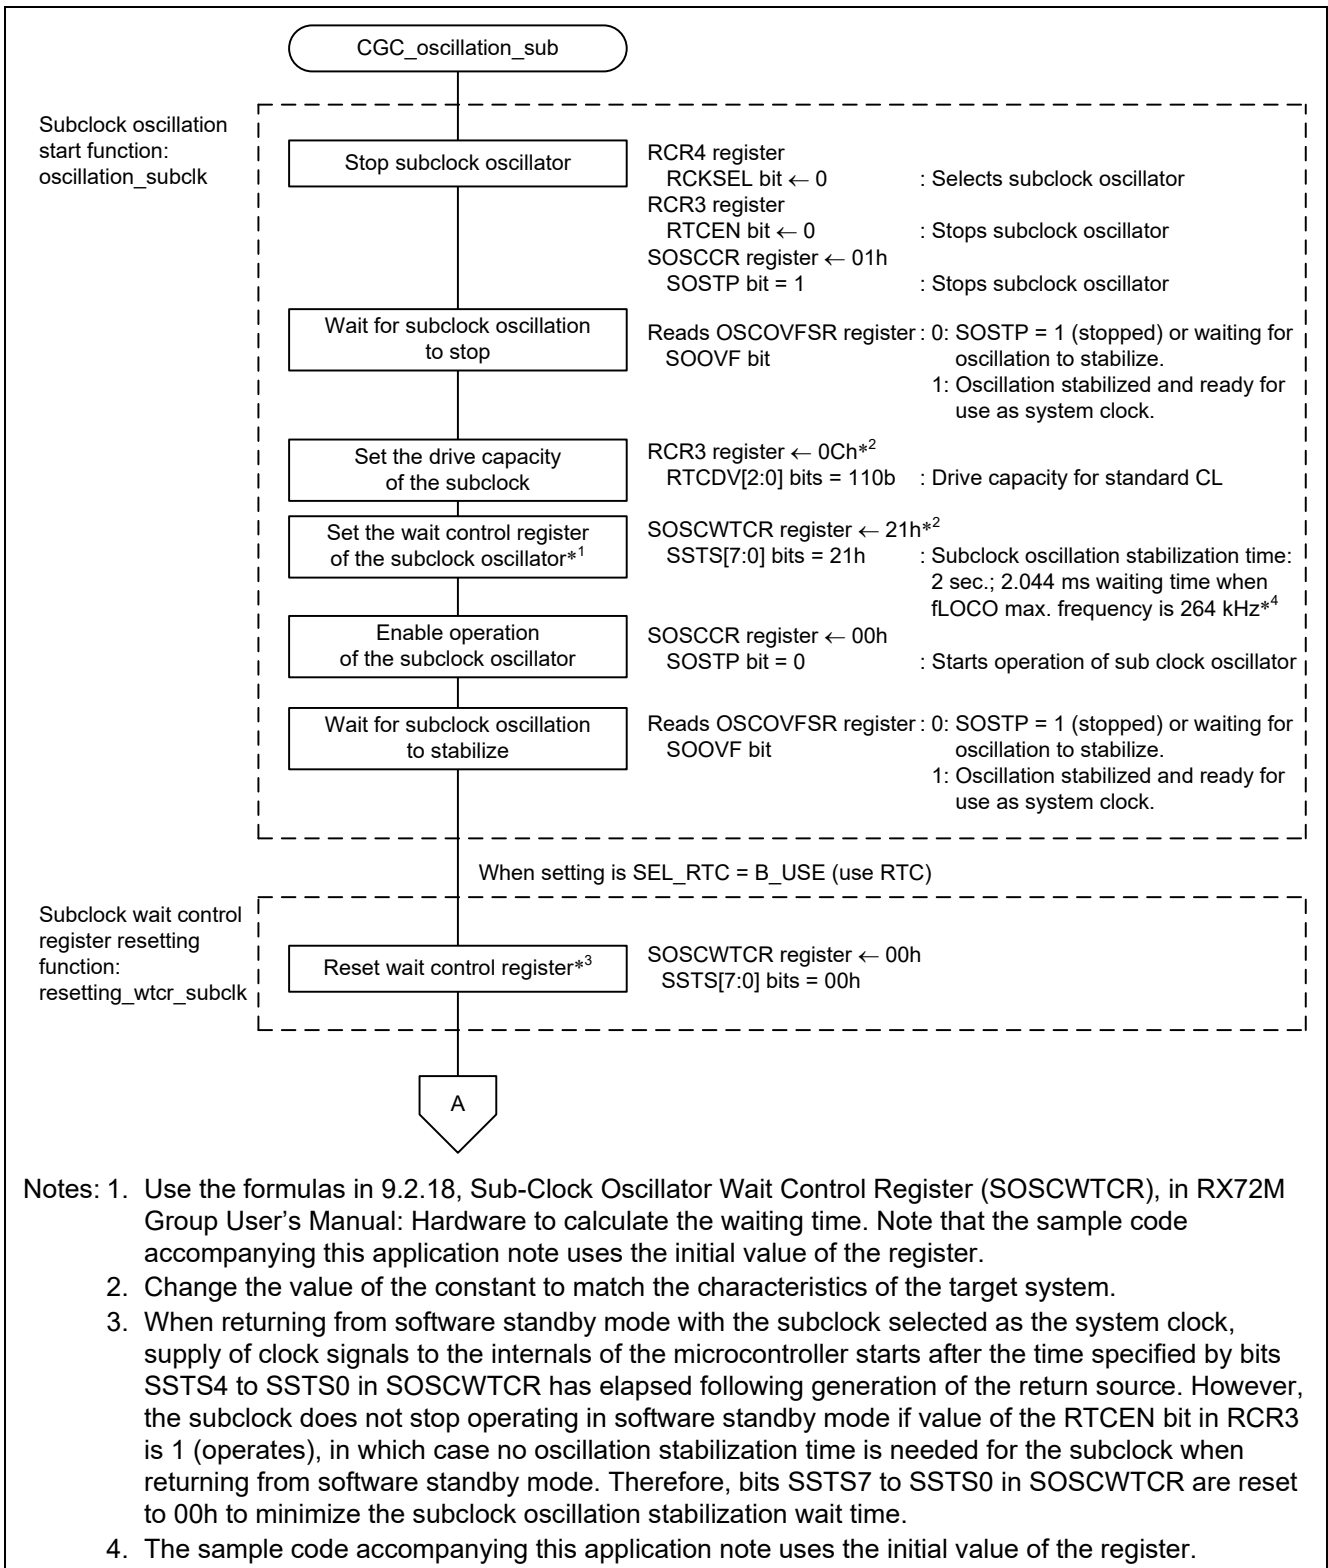 CGC_oscillation_sub
Subclock oscillation
start function:
oscillation_subclk
Stop subclock oscillator
RCR4 register
RCKSEL bit ← 0 : Selects subclock oscillator
RCR3 register
RTCEN bit ← 0 : Stops subclock oscillator
SOSCCR register ← 01h
SOSTP bit = 1 : Stops subclock oscillator
Wait for subclock oscillation
to stop
Reads OSCOVFSR register : 0: SOSTP = 1 (stopped) or waiting for
SOOVF bit oscillation to stabilize.
1: Oscillation stabilized and ready for
use as system clock.
Set the drive capacity
of the subclock
RCR3 register ← 0Ch*2
RTCDV[2:0] bits = 110b : Drive capacity for standard CL
Set the wait control register
of the subclock oscillator*1
SOSCWTCR register ← 21h*2
SSTS[7:0] bits = 21h : Subclock oscillation stabilization time:
2 sec.; 2.044 ms waiting time when
fLOCO max. frequency is 264 kHz*4
Enable operation
of the subclock oscillator
SOSCCR register ← 00h
SOSTP bit = 0 : Starts operation of sub clock oscillator
Wait for subclock oscillation
to stabilize
Reads OSCOVFSR register : 0: SOSTP = 1 (stopped) or waiting for
SOOVF bit oscillation to stabilize.
1: Oscillation stabilized and ready for
use as system clock.
When setting is SEL_RTC = B_USE (use RTC)
Subclock wait control
register resetting
function:
resetting_wtcr_subclk
Reset wait control register*3
SOSCWTCR register ← 00h
SSTS[7:0] bits = 00h
A
Notes: 1. Use the formulas in 9.2.18, Sub-Clock Oscillator Wait Control Register (SOSCWTCR), in RX72M
Group User's Manual: Hardware to calculate the waiting time. Note that the sample code
accompanying this application note uses the initial value of the register.
2. Change the value of the constant to match the characteristics of the target system.
3. When returning from software standby mode with the subclock selected as the system clock,
supply of clock signals to the internals of the microcontroller starts after the time specified by bits
SSTS4 to SSTS0 in SOSCWTCR has elapsed following generation of the return source. However,
the subclock does not stop operating in software standby mode if value of the RTCEN bit in RCR3
is 1 (operates), in which case no oscillation stabilization time is needed for the subclock when
returning from software standby mode. Therefore, bits SSTS7 to SSTS0 in SOSCWTCR are reset
to 00h to minimize the subclock oscillation stabilization wait time.
4. The sample code accompanying this application note uses the initial value of the register.